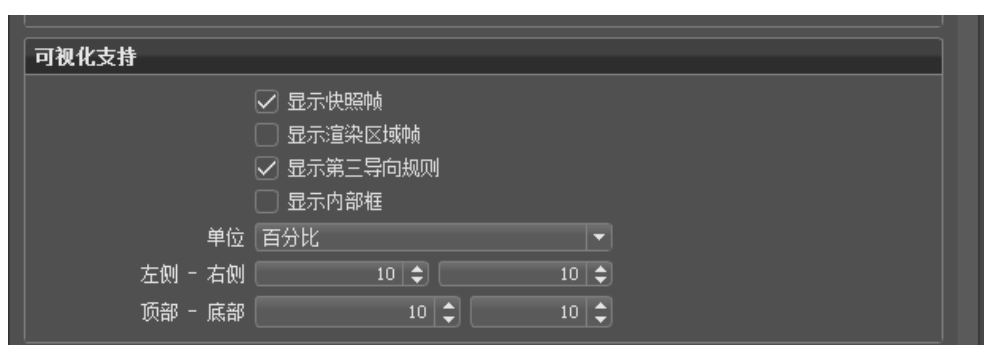 可视化支持
显示快照帧
显示渲染区域帧
显示第三导向规则
显示内部框
单位 百分比
左侧 - 右侧 10 10
顶部 - 底部 10 10